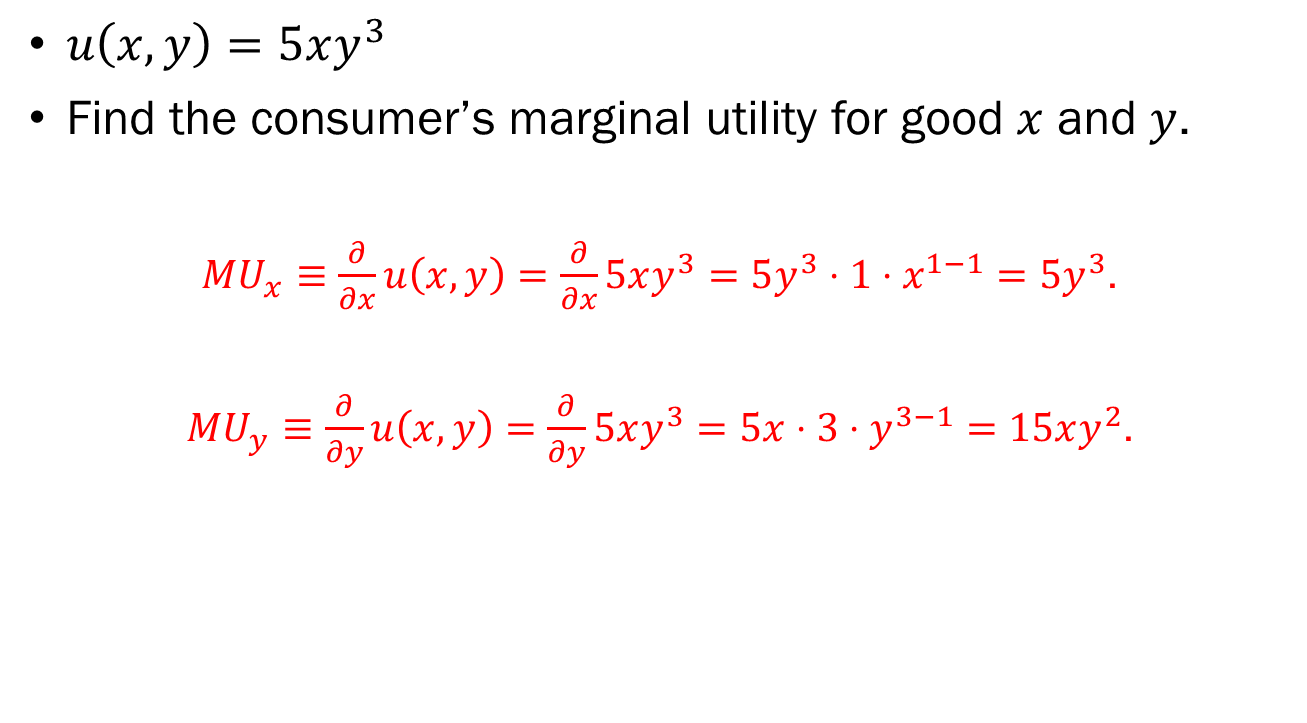 • u(x, y) = 5xy³
• Find the consumer’s marginal utility for good x and y.
MUₓ ≡ ∂/∂x u(x, y) = ∂/∂x 5xy³ = 5y³ · 1 · x¹⁻¹ = 5y³.
MU_y ≡ ∂/∂y u(x, y) = ∂/∂y 5xy³ = 5x · 3 · y³⁻¹ = 15xy².